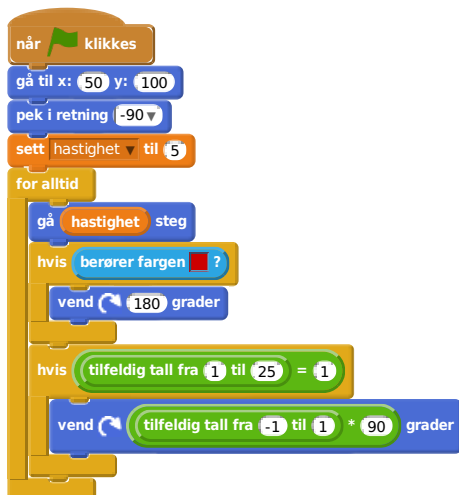 når klikkes
gå til x: 50 y: 100
pek i retning -90
sett hastighet til 5
for alltid
gå hastighet steg
hvis berører fargen ?
vend 180 grader
hvis tilfeldig tall fra 1 til 25 = 1
vend tilfeldig tall fra -1 til 1 * 90 grader